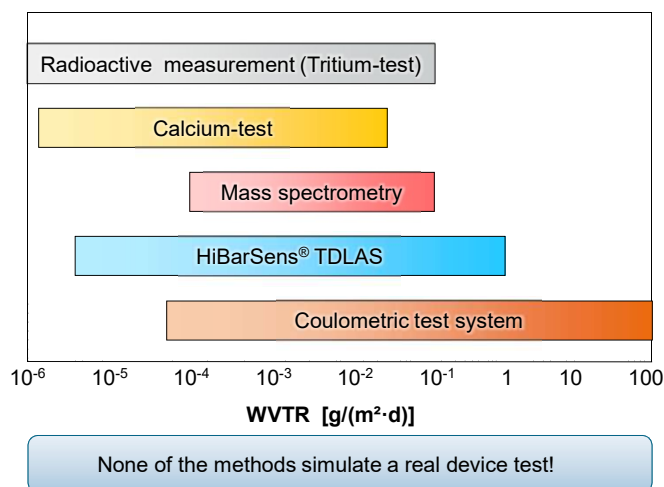 Radioactive measurement (Tritium-test)
Calcium-test
Mass spectrometry
HiBarSens® TDLAS
Coulometric test system
10⁻⁶ 10⁻⁵ 10⁻⁴ 10⁻³ 10⁻² 10⁻¹ 1 10 100
WVTR [g/(m²·d)]
None of the methods simulate a real device test!